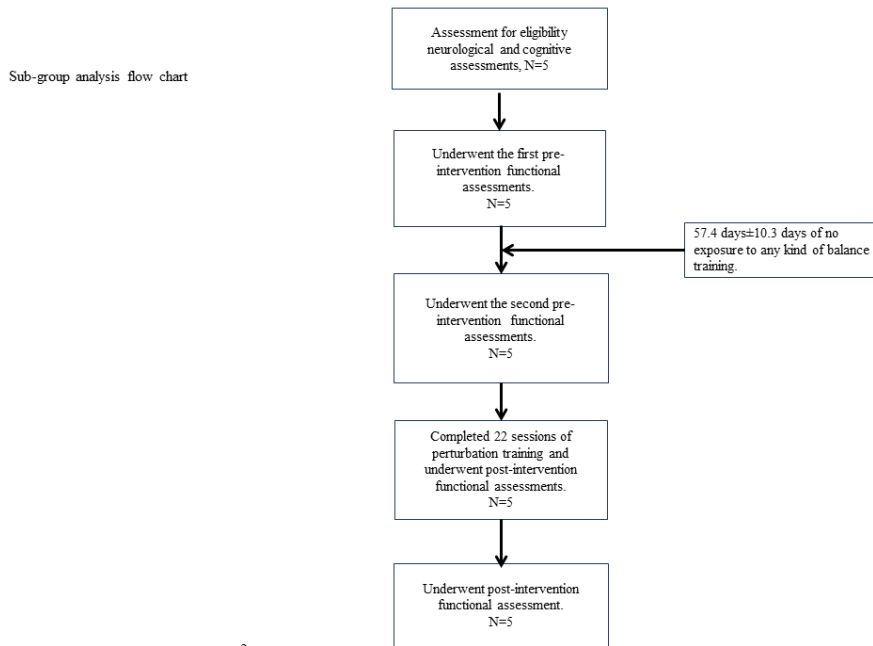 Assessment for eligibility
neurological and cognitive
assessments, N=5
Sub-group analysis flow chart
Underwent the first pre-
intervention functional
assessments.
N=5
57.4 days±10.3 days of no
exposure to any kind of balance
training.
Underwent the second pre-
intervention functional
assessments.
N=5
Completed 22 sessions of
perturbation training and
underwent post-intervention
functional assessments.
N=5
Underwent post-intervention
functional assessment.
N=5